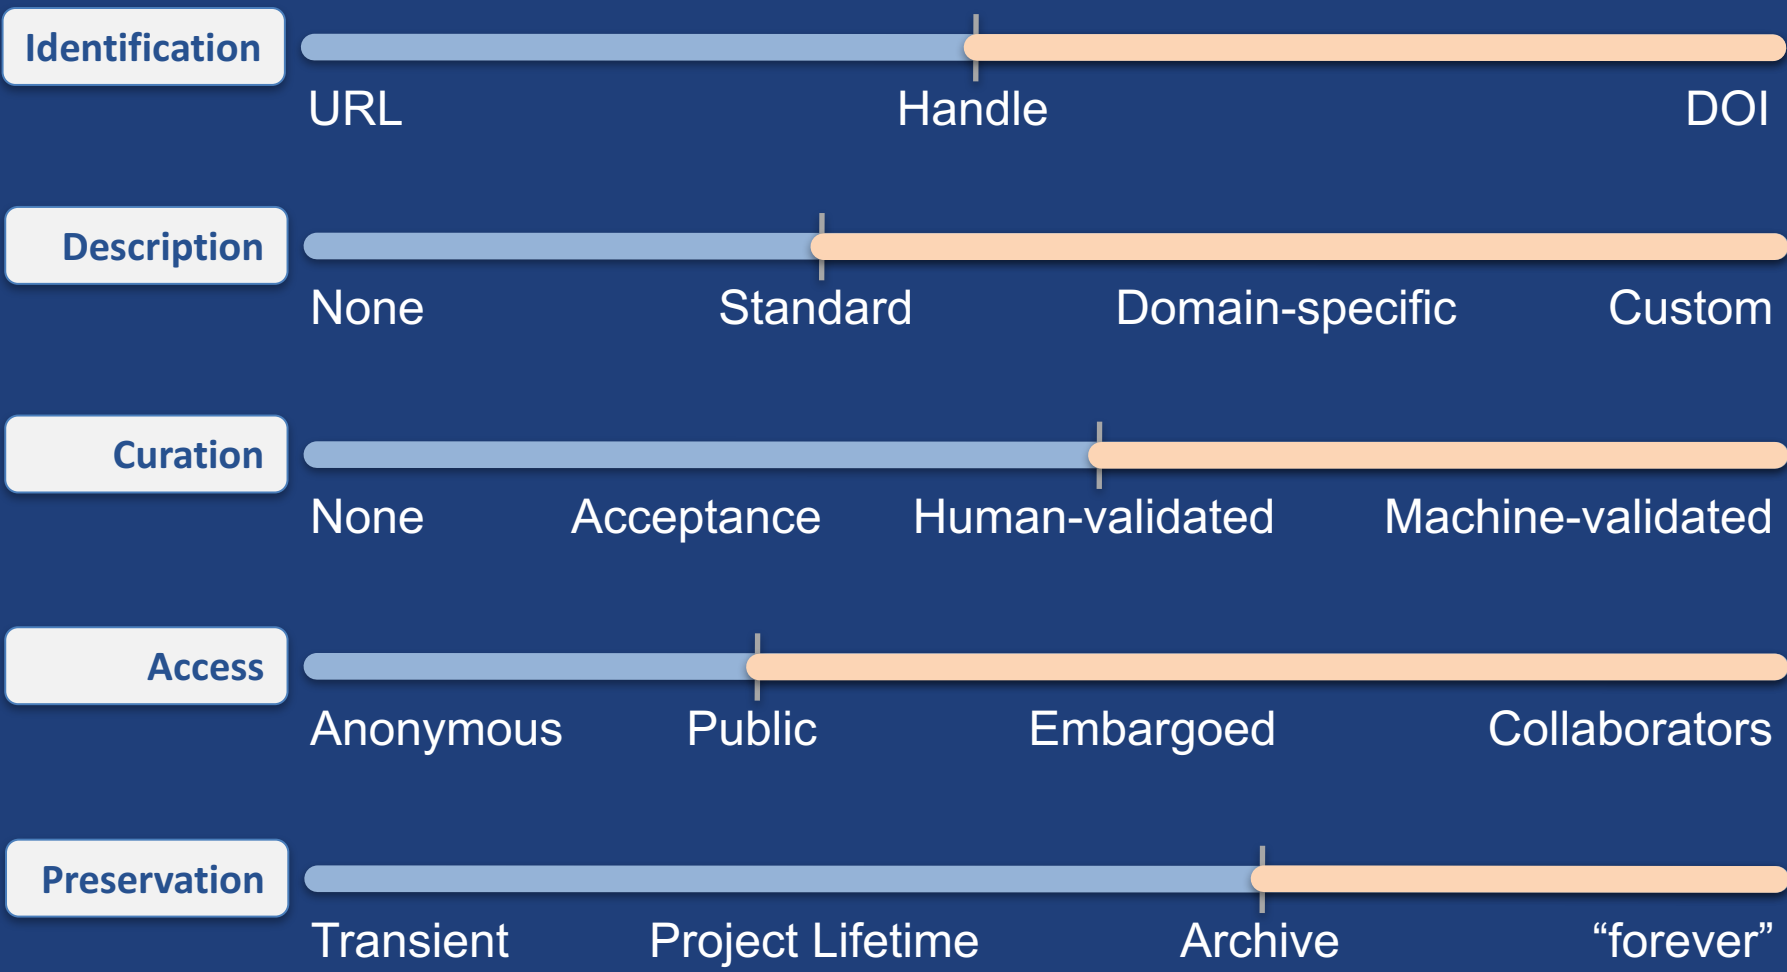 Identification
URL Handle DOI
Description
None Standard Domain-specific Custom
Curation
None Acceptance Human-validated Machine-validated
Access
Anonymous Public Embargoed Collaborators
Preservation
Transient Project Lifetime Archive “forever”